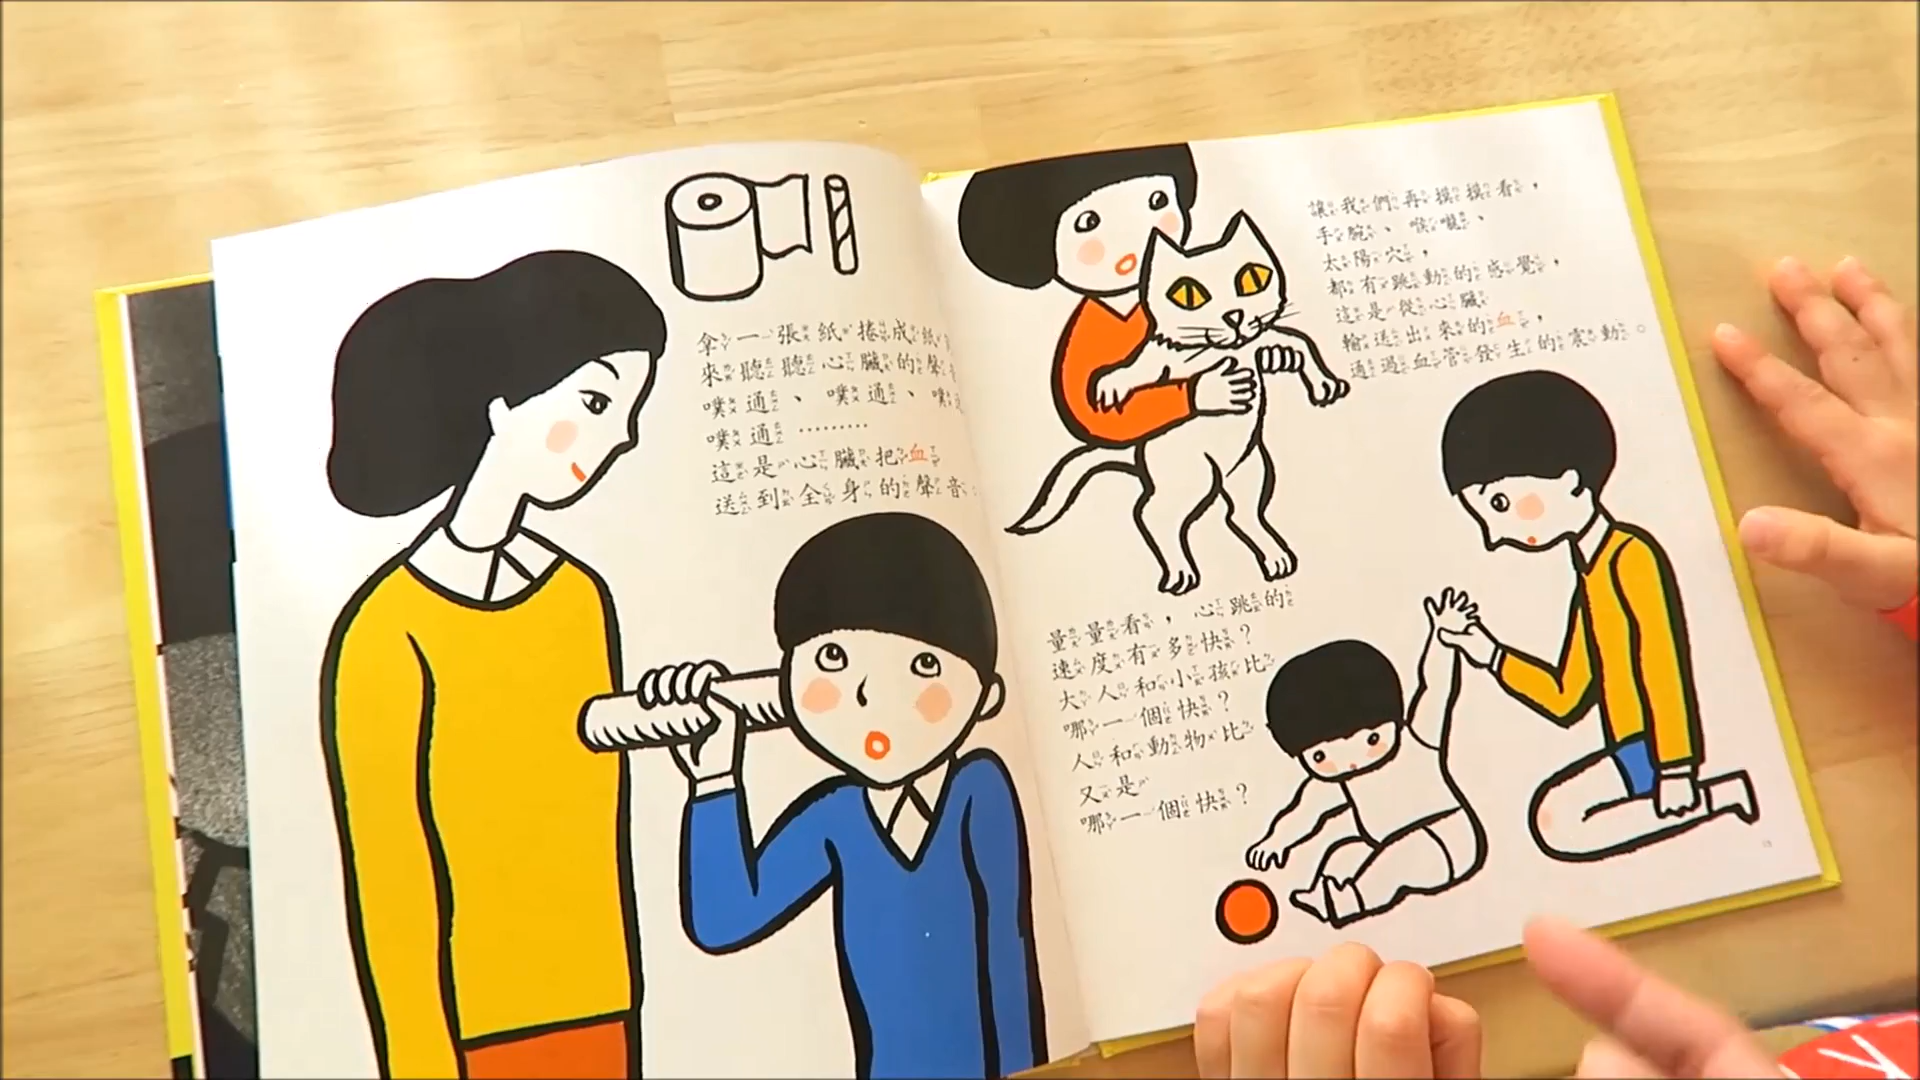 拿一張紙捲成紙
來聽聽心臟的聲音
噗通、噗通、噗
噗通………
這是心臟把血
送到全身的聲音。
讓我們再摸摸看，
手腕、喉嚨、
太陽穴，
都有跳動的感覺，
這是從心臟
輸送出來的血，
通過血管發生的震動。
量量看，心跳的
速度有多快？
大人和小孩比
哪一個快？
人和動物比
又是
哪一個快？